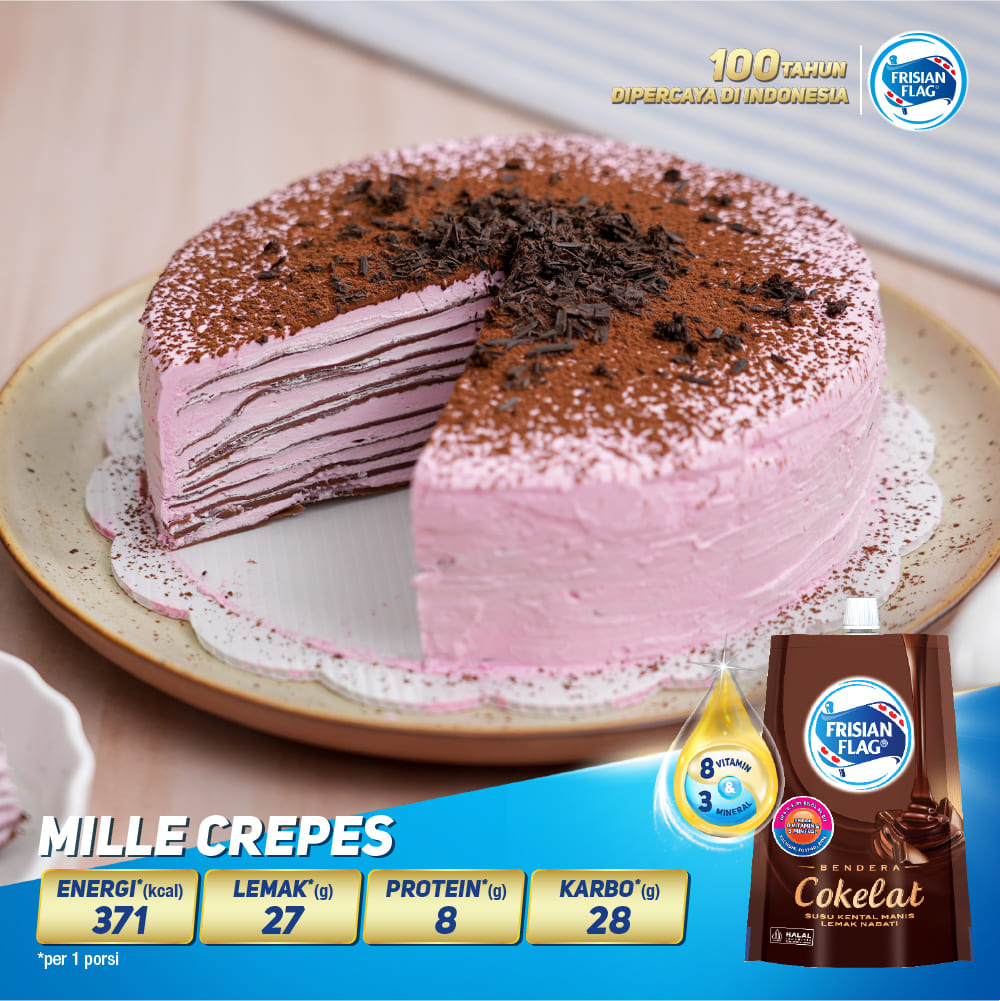 100 TAHUN
DIPERCAYA DI INDONESIA
FRISIAN
FLAG®
8 VITAMIN
&
3 MINERAL
FRISIAN
FLAG®
BENDERA
Cokelat
SUSU KENTAL MANIS
LEMAK NABATI
HALAL
MILLE CREPES
ENERGI*(kcal)
371
LEMAK*(g)
27
PROTEIN*(g)
8
KARBO*(g)
28
*per 1 porsi